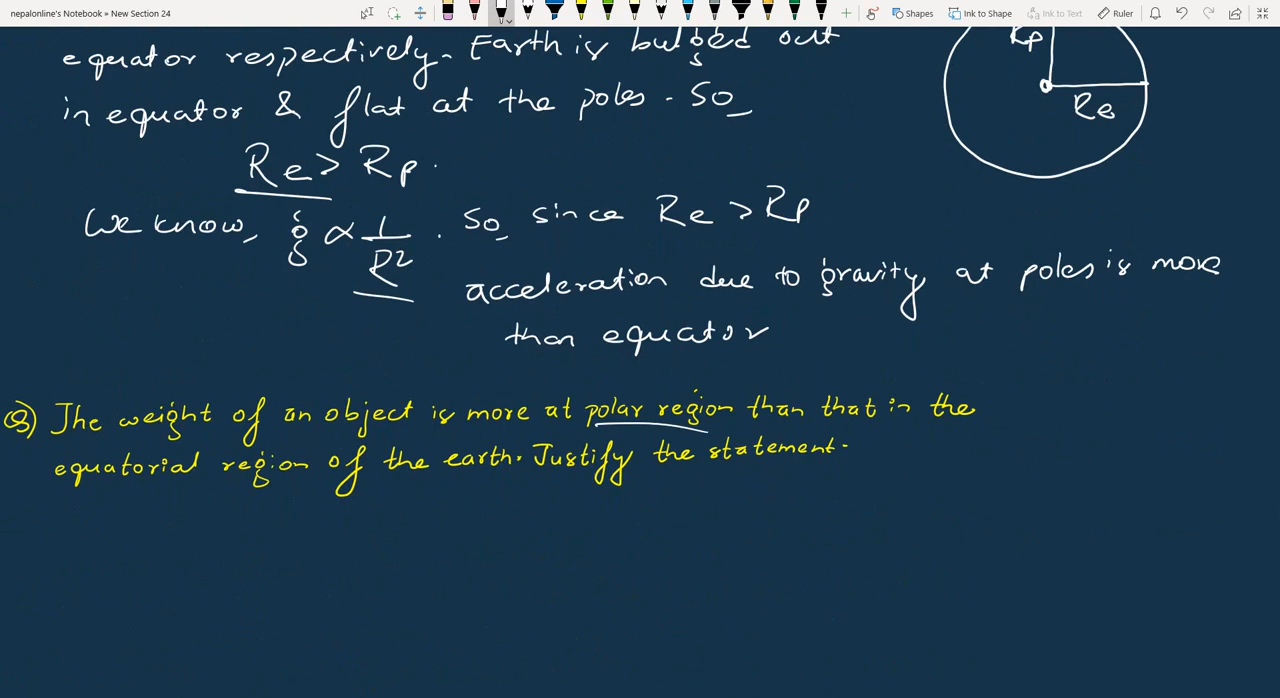 nepalonline's Notebook » New Section 24
Shapes Ink to Shape Ink to Text Ruler
equator respectively. Earth is bulged out
in equator & flat at the poles. So
Rp
Re
Re > Rp.
We know, g ∝ 1/R² . So, since Re > Rp
acceleration due to gravity at poles is more
than equator
Q) The weight of an object is more at polar region than that in the
equatorial region of the earth. Justify the statement.